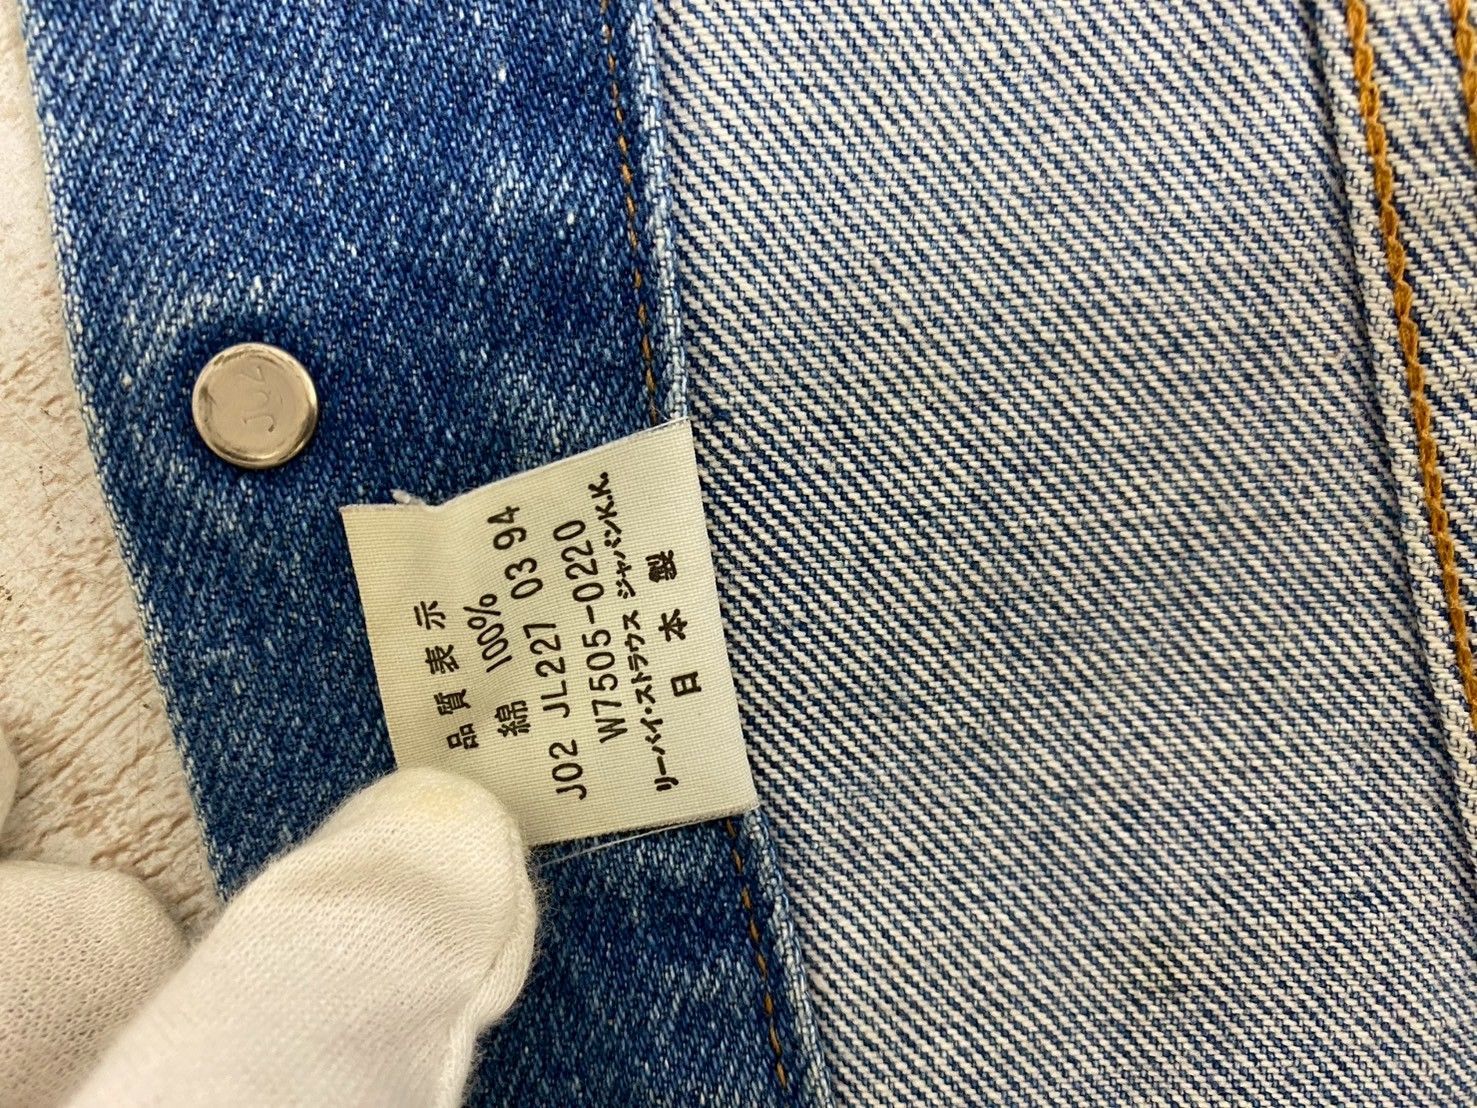 J02
品質表示
綿 100%
J02 JL227 03 94
W7505-0220
リーバイ・ストラウス ジャパンK.K.
日本製